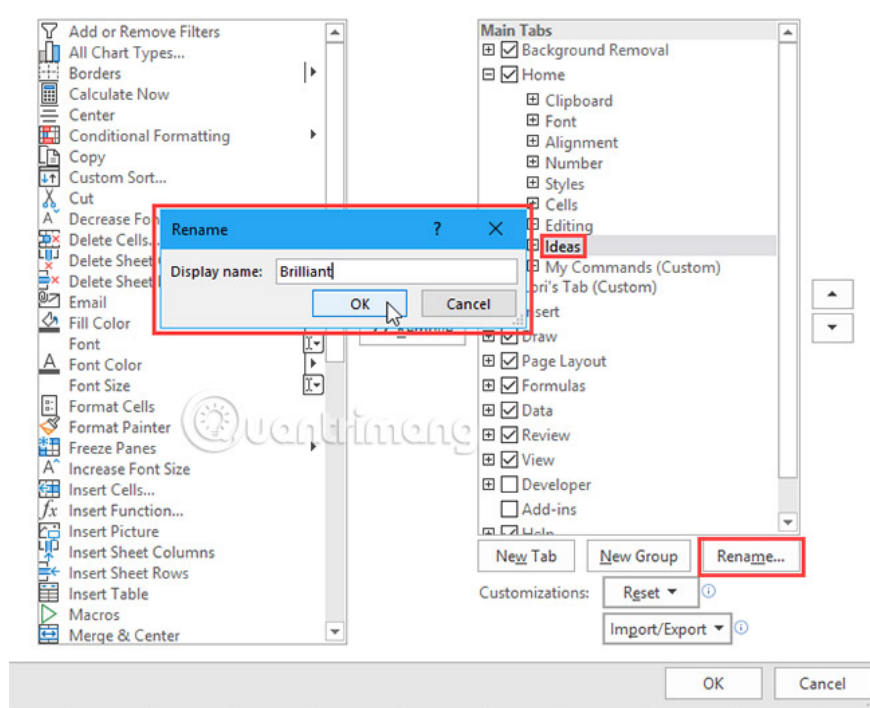 Add or Remove Filters
All Chart Types...
Borders
Calculate Now
Center
Conditional Formatting
Copy
Custom Sort...
Cut
Decrease Fon
Delete Cells...
Delete Sheet
Delete Sheet
Email
Fill Color
Font
Font Color
Font Size
Format Cells
Format Painter
Freeze Panes
Increase Font Size
Insert Cells...
Insert Function...
Insert Picture
Insert Sheet Columns
Insert Sheet Rows
Insert Table
Macros
Merge & Center
Rename
?
Display name: Brilliant
OK Cancel
Remove
Quantrimang
Main Tabs
Background Removal
Home
Clipboard
Font
Alignment
Number
Styles
Cells
Editing
Ideas
My Commands (Custom)
ori's Tab (Custom)
nsert
Draw
Page Layout
Formulas
Data
Review
View
Developer
Add-ins
Help
New Tab New Group Rename...
Customizations: Reset
Import/Export
OK Cancel